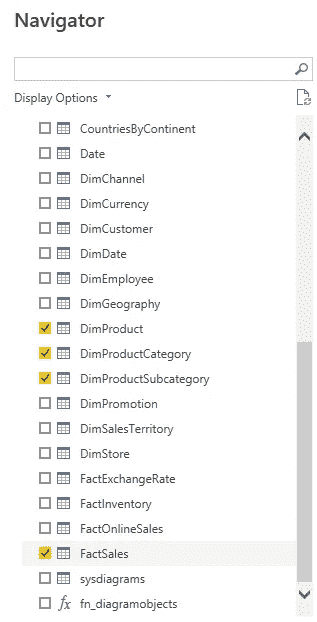 Navigator
Display Options
CountriesByContinent
Date
DimChannel
DimCurrency
DimCustomer
DimDate
DimEmployee
DimGeography
DimProduct
DimProductCategory
DimProductSubcategory
DimPromotion
DimSalesTerritory
DimStore
FactExchangeRate
FactInventory
FactOnlineSales
FactSales
sysdiagrams
fx fn_diagramobjects